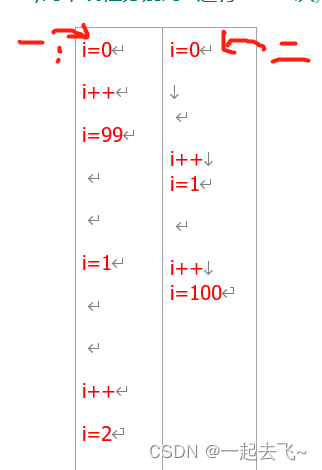 一：
i=0↵
i++↵
i=99↵
↵
↵
i=1↵
↵
↵
i++↵
i=2↵
二
i=0↵
↓
↵
i++↓
i=1↵
↵
i++↓
i=100↵
CSDN @一起去飞~